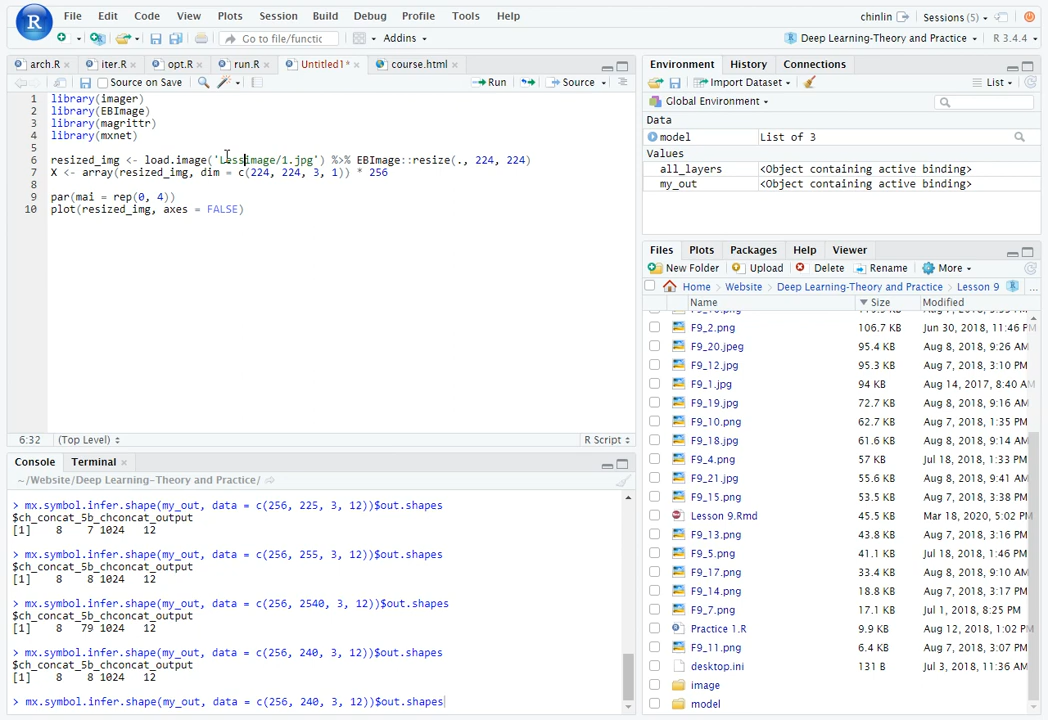 File Edit Code View Plots Session Build Debug Profile Tools Help
chinlin Sessions (5)
Go to file/functic Addins
Deep Learning-Theory and Practice R 3.4.4
arch.R iter.R opt.R run.R Untitled1* course.html
Source on Save Run Source
1 library(imager)
2 library(EBImage)
3 library(magrittr)
4 library(mxnet)
5
6 resized_img <- load.image('Lessimage/1.jpg') %>% EBImage::resize(., 224, 224)
7 X <- array(resized_img, dim = c(224, 224, 3, 1)) * 256
8
9 par(mai = rep(0, 4))
10 plot(resized_img, axes = FALSE)
6:32 (Top Level) R Script
Console Terminal
~/Website/Deep Learning-Theory and Practice/
> mx.symbol.infer.shape(my_out, data = c(256, 225, 3, 12))$out.shapes
$ch_concat_5b_chconcat_output
[1] 8 7 1024 12
> mx.symbol.infer.shape(my_out, data = c(256, 255, 3, 12))$out.shapes
$ch_concat_5b_chconcat_output
[1] 8 8 1024 12
> mx.symbol.infer.shape(my_out, data = c(256, 2540, 3, 12))$out.shapes
$ch_concat_5b_chconcat_output
[1] 8 79 1024 12
> mx.symbol.infer.shape(my_out, data = c(256, 240, 3, 12))$out.shapes
$ch_concat_5b_chconcat_output
[1] 8 8 1024 12
> mx.symbol.infer.shape(my_out, data = c(256, 240, 3, 12))$out.shapes
Environment History Connections
Import Dataset List
Global Environment
Data
model List of 3
Values
all_layers <Object containing active binding>
my_out <Object containing active binding>
Files Plots Packages Help Viewer
New Folder Upload Delete Rename More
Home Website Deep Learning-Theory and Practice Lesson 9 ...
Name Size Modified
F9_2.png 106.7 KB Jun 30, 2018, 11:46 P
F9_20.jpeg 95.4 KB Aug 8, 2018, 9:26 AM
F9_12.jpg 95.3 KB Aug 7, 2018, 3:10 PM
F9_1.jpg 94 KB Aug 14, 2017, 8:40 A
F9_19.jpg 72.7 KB Aug 8, 2018, 9:16 AM
F9_10.png 62.7 KB Aug 7, 2018, 1:35 PM
F9_18.jpg 61.6 KB Aug 8, 2018, 9:14 AM
F9_4.png 57 KB Jul 18, 2018, 1:33 PM
F9_21.jpg 55.6 KB Aug 8, 2018, 9:41 AM
F9_15.png 53.5 KB Aug 7, 2018, 3:38 PM
Lesson 9.Rmd 45.5 KB Mar 18, 2020, 5:02 P
F9_13.png 43.8 KB Aug 7, 2018, 3:16 PM
F9_5.png 41.1 KB Jul 18, 2018, 1:46 PM
F9_17.png 33.4 KB Aug 8, 2018, 9:10 AM
F9_14.png 18.8 KB Aug 7, 2018, 3:17 PM
F9_7.png 17.1 KB Jul 1, 2018, 8:25 PM
Practice 1.R 9.9 KB Aug 12, 2018, 1:02 P
F9_11.png 6.4 KB Aug 7, 2018, 3:07 PM
desktop.ini 131 B Jul 3, 2018, 11:36 AM
image
model